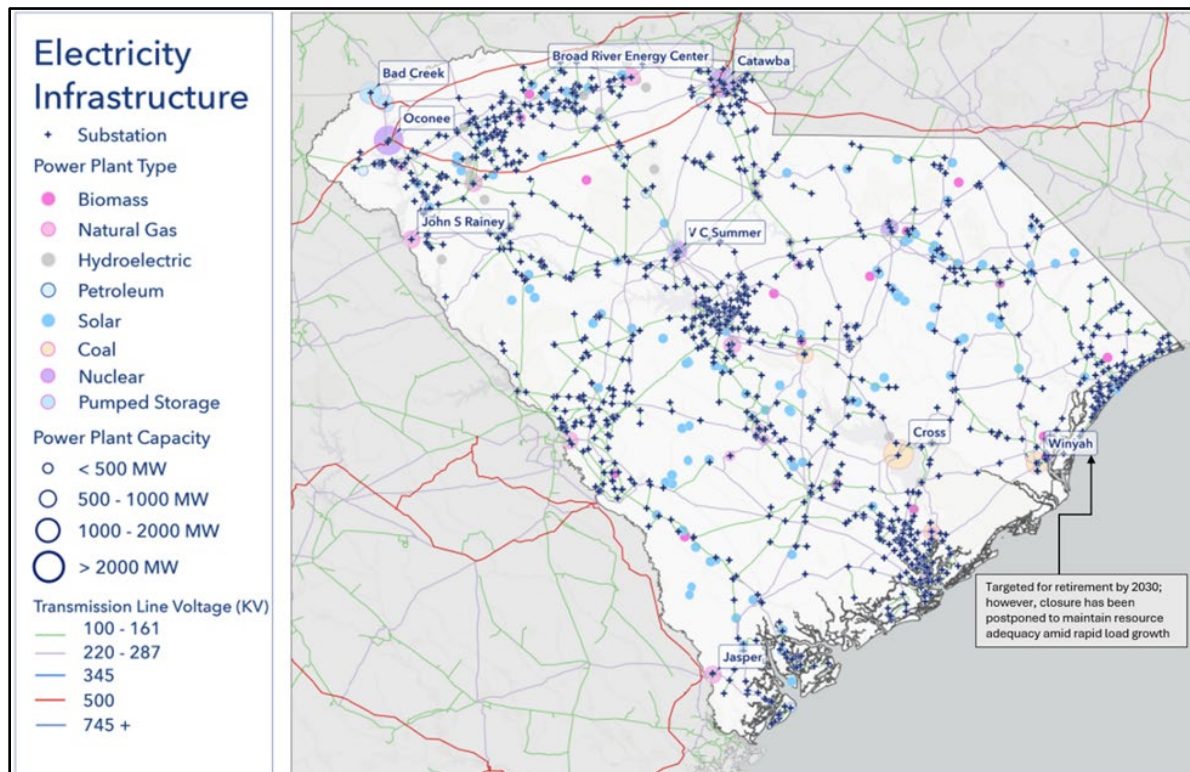 Electricity
Infrastructure
Substation
Power Plant Type
Biomass
Natural Gas
Hydroelectric
Petroleum
Solar
Coal
Nuclear
Pumped Storage
Power Plant Capacity
< 500 MW
500 - 1000 MW
1000 - 2000 MW
> 2000 MW
Transmission Line Voltage (KV)
100 - 161
220 - 287
345
500
745 +
Broad River Energy Center
Catawba
Bad Creek
Oconee
John S Rainey
V C Summer
Cross
Winyah
Jasper
Targeted for retirement by 2030;
however, closure has been
postponed to maintain resource
adequacy amid rapid load growth